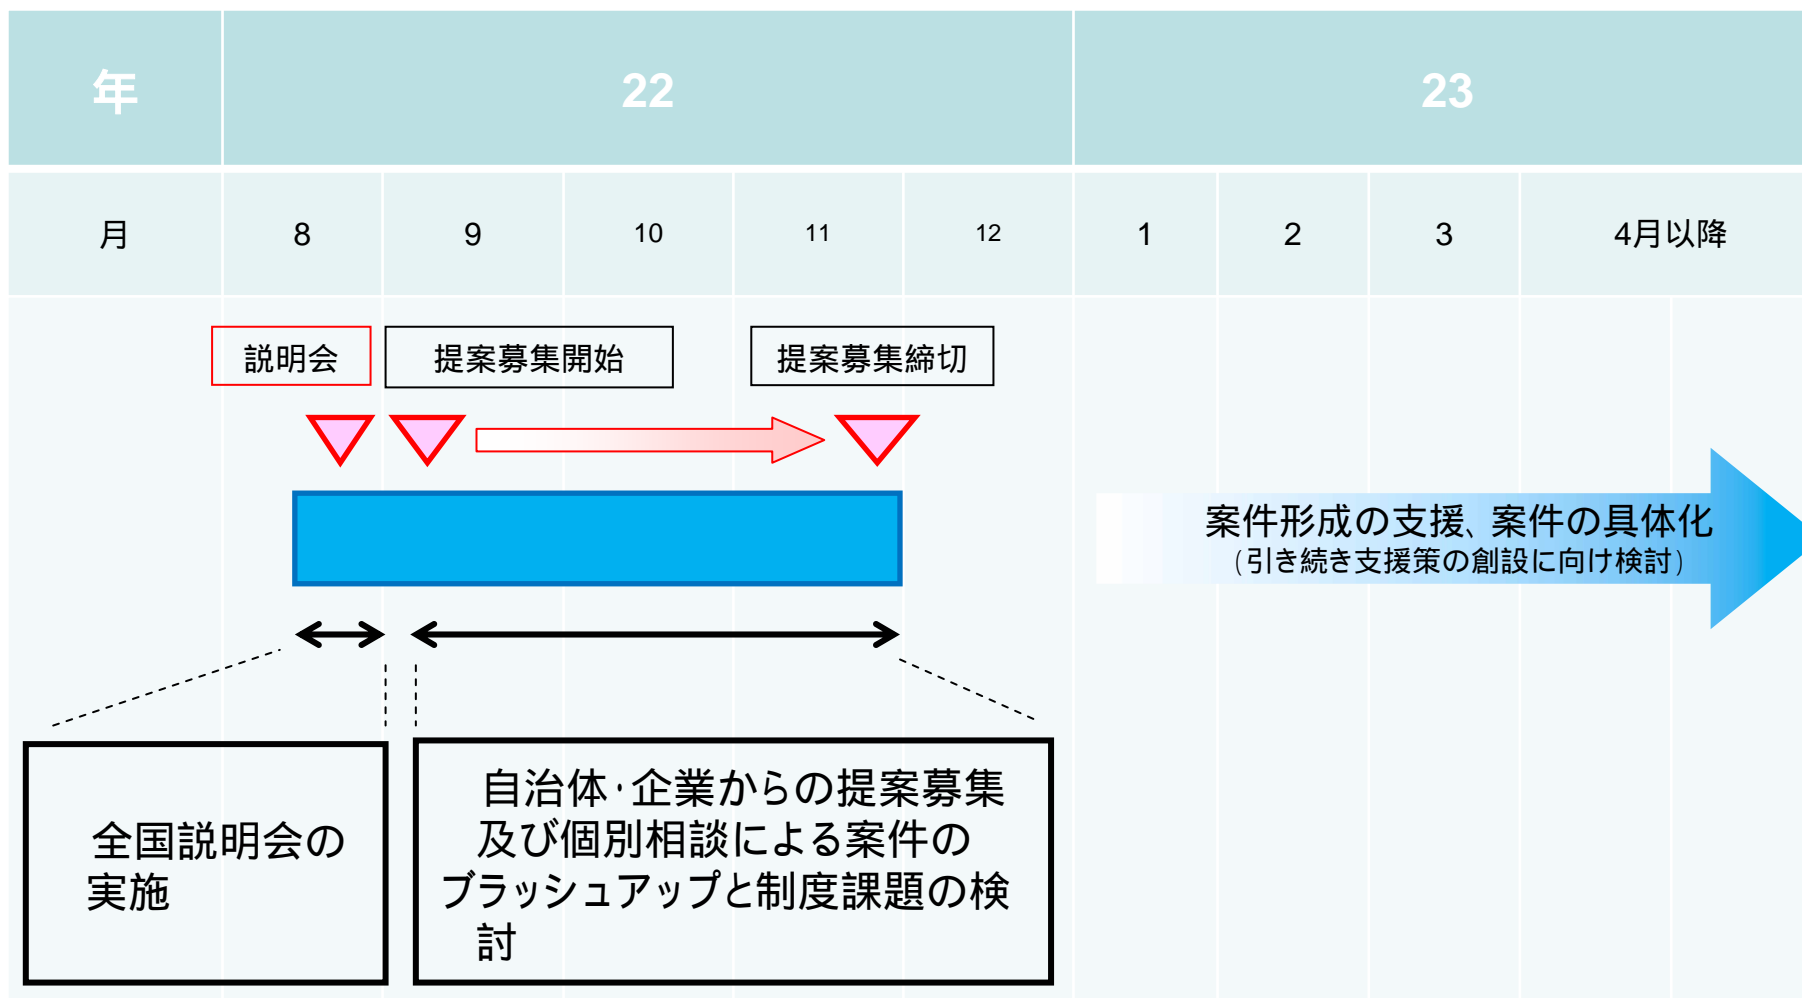 年 22 23
月 8 9 10 11 12 1 2 3 4月以降
説明会 提案募集開始 提案募集締切
案件形成の支援、案件の具体化
(引き続き支援策の創設に向け検討)
全国説明会の
実施
自治体・企業からの提案募集
及び個別相談による案件の
ブラッシュアップと制度課題の検
討